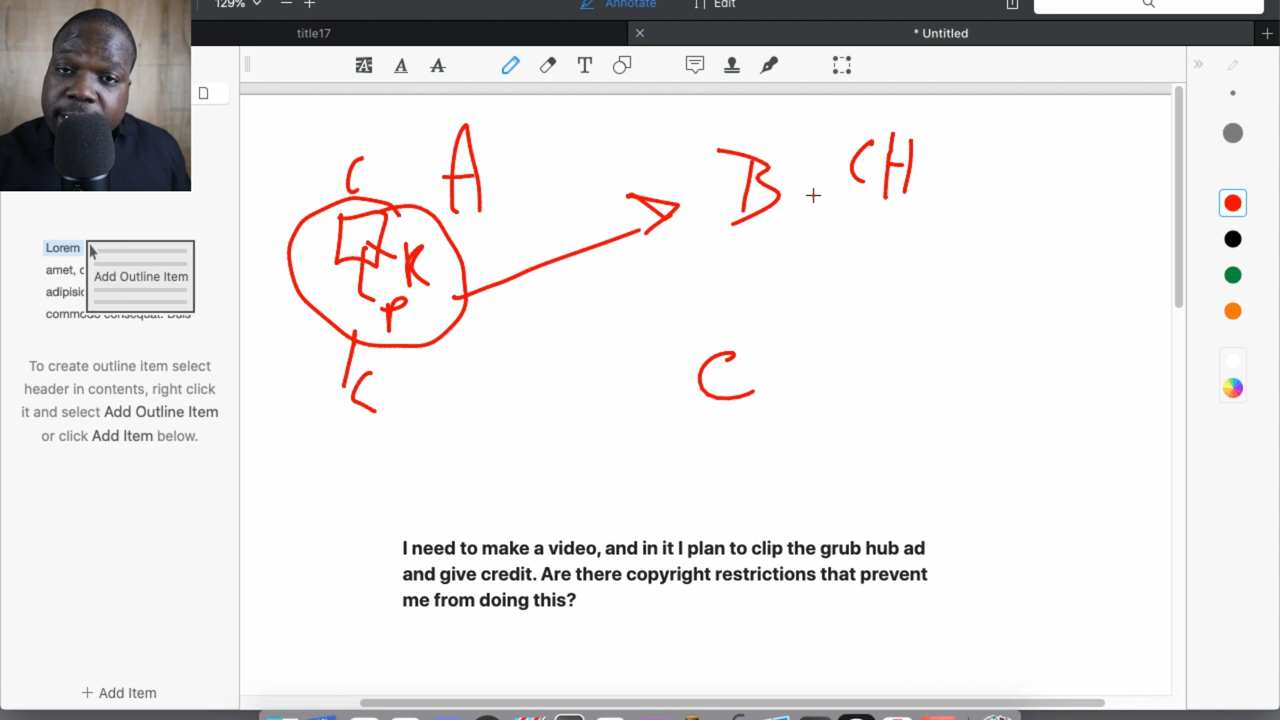 129%
Annotate
Edit
title17
* Untitled
A
A
A
T
Lorem
amet, c
adipisic
Add Outline Item
To create outline item select
header in contents, right click
it and select Add Outline Item
or click Add Item below.
+ Add Item
C
A
B
CH
K
P
C
C
I need to make a video, and in it I plan to clip the grub hub ad
and give credit. Are there copyright restrictions that prevent
me from doing this?